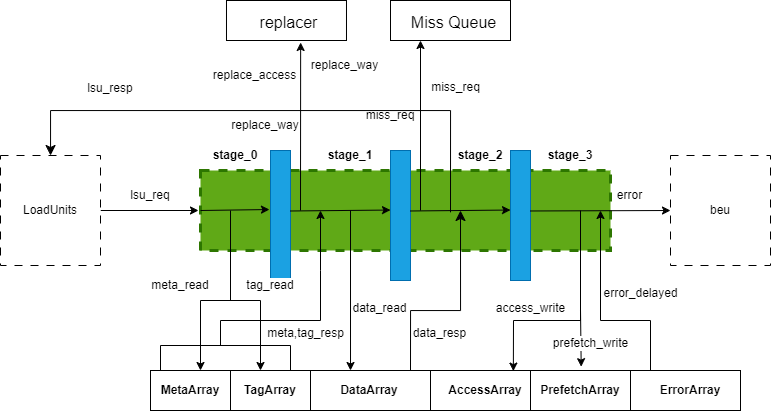 replacer
Miss Queue
replace_way
replace_access
lsu_resp
miss_req
miss_req
replace_way
stage_0
stage_1
stage_2
stage_3
lsu_req
error
LoadUnits
beu
meta_read
tag_read
error_delayed
data_read
access_write
meta,tag_resp
data_resp
prefetch_write
MetaArray
TagArray
DataArray
AccessArray
PrefetchArray
ErrorArray